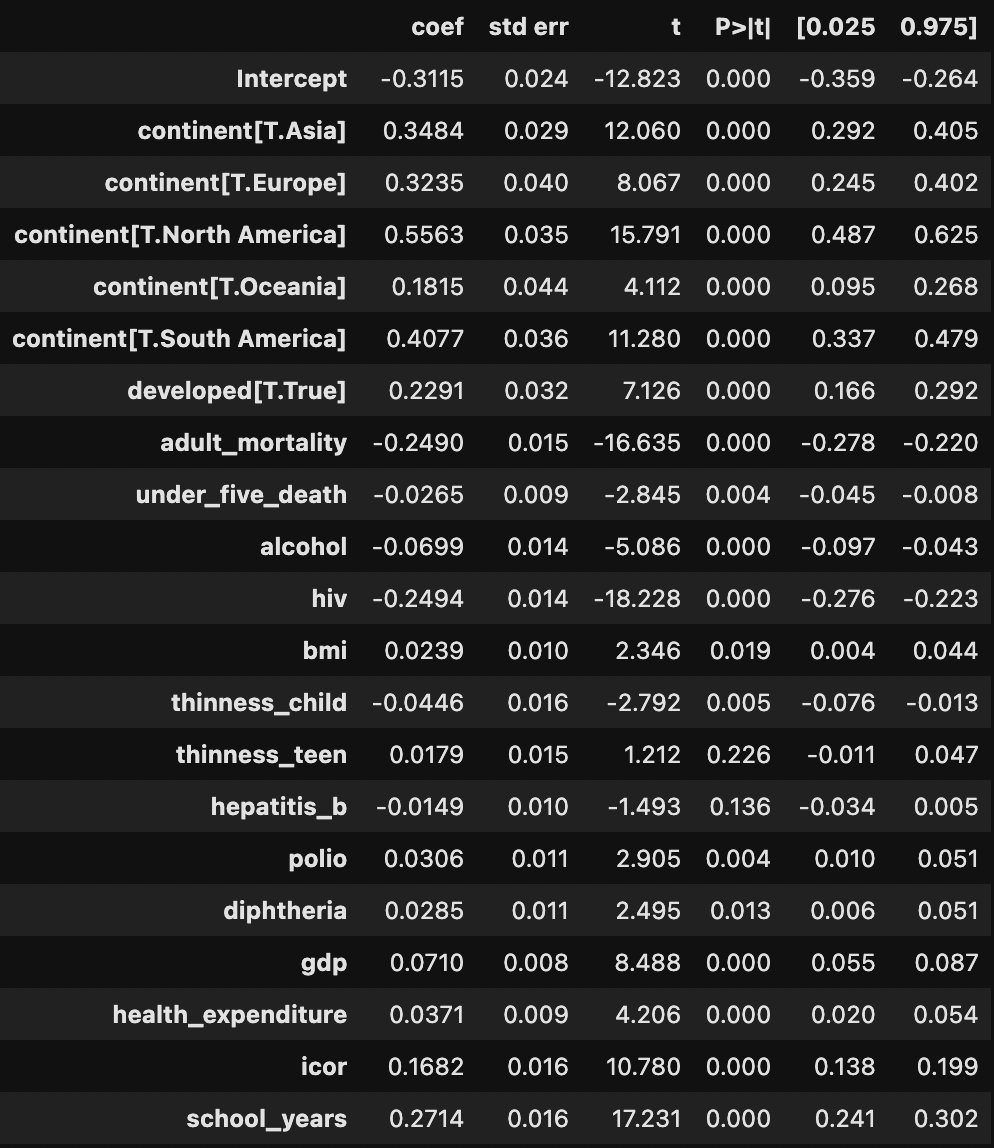 coef std err t P>|t| [0.025 0.975]
Intercept -0.3115 0.024 -12.823 0.000 -0.359 -0.264
continent[T.Asia] 0.3484 0.029 12.060 0.000 0.292 0.405
continent[T.Europe] 0.3235 0.040 8.067 0.000 0.245 0.402
continent[T.North America] 0.5563 0.035 15.791 0.000 0.487 0.625
continent[T.Oceania] 0.1815 0.044 4.112 0.000 0.095 0.268
continent[T.South America] 0.4077 0.036 11.280 0.000 0.337 0.479
developed[T.True] 0.2291 0.032 7.126 0.000 0.166 0.292
adult_mortality -0.2490 0.015 -16.635 0.000 -0.278 -0.220
under_five_death -0.0265 0.009 -2.845 0.004 -0.045 -0.008
alcohol -0.0699 0.014 -5.086 0.000 -0.097 -0.043
hiv -0.2494 0.014 -18.228 0.000 -0.276 -0.223
bmi 0.0239 0.010 2.346 0.019 0.004 0.044
thinness_child -0.0446 0.016 -2.792 0.005 -0.076 -0.013
thinness_teen 0.0179 0.015 1.212 0.226 -0.011 0.047
hepatitis_b -0.0149 0.010 -1.493 0.136 -0.034 0.005
polio 0.0306 0.011 2.905 0.004 0.010 0.051
diphtheria 0.0285 0.011 2.495 0.013 0.006 0.051
gdp 0.0710 0.008 8.488 0.000 0.055 0.087
health_expenditure 0.0371 0.009 4.206 0.000 0.020 0.054
icor 0.1682 0.016 10.780 0.000 0.138 0.199
school_years 0.2714 0.016 17.231 0.000 0.241 0.302